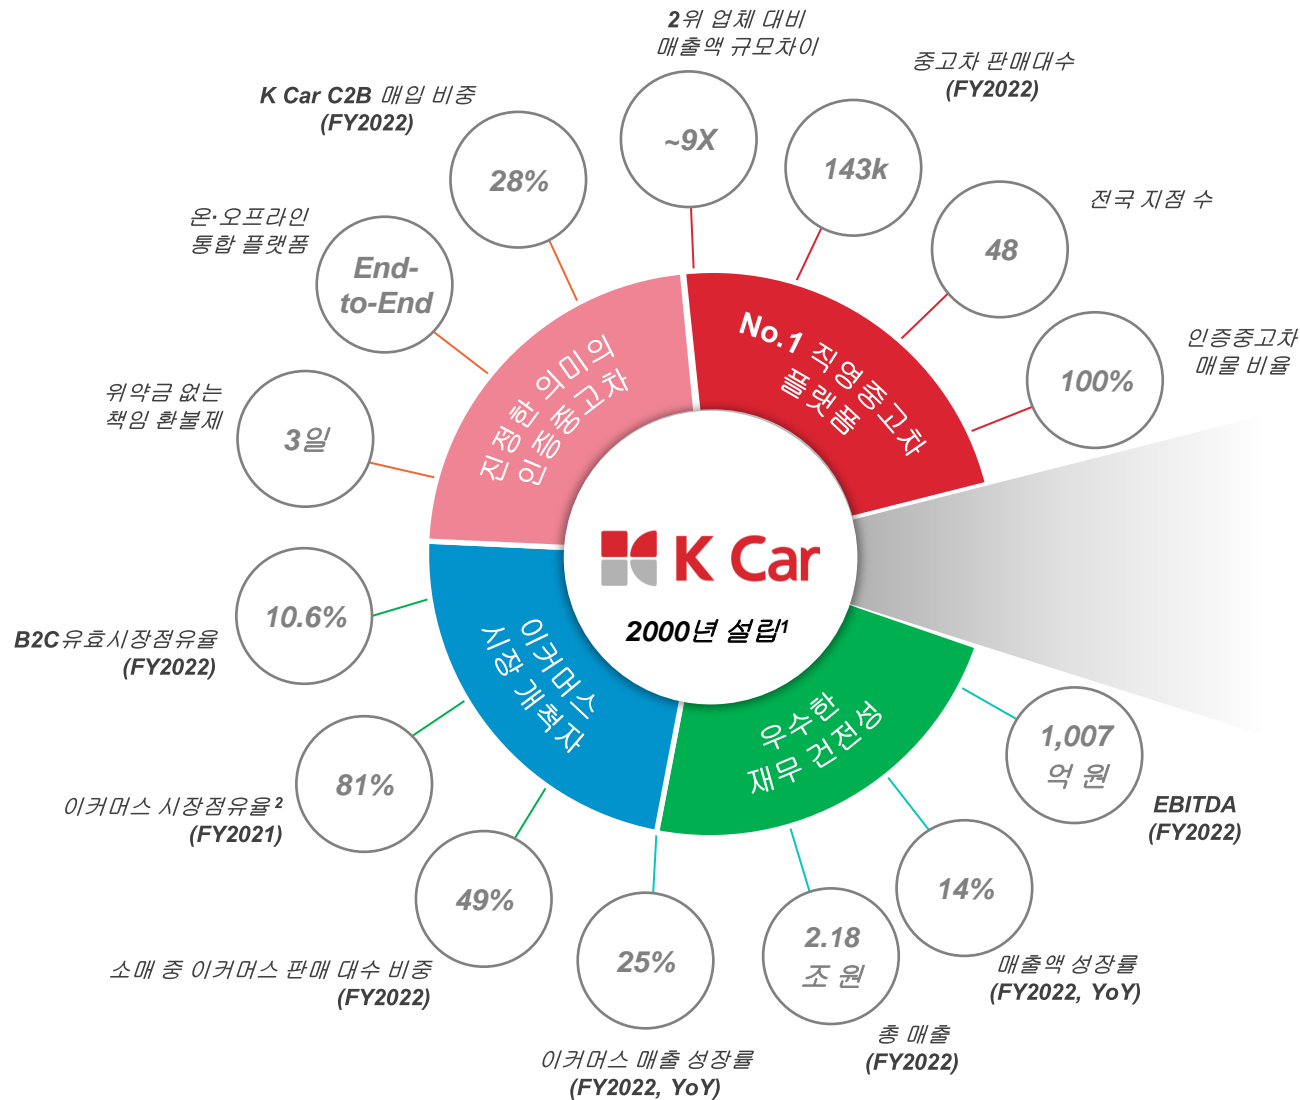 2위 업체 대비
매출액 규모차이
~9X
중고차 판매대수
(FY2022)
143k
전국 지점 수
48
인증중고차
매물 비율
100%
K Car C2B 매입 비중
(FY2022)
28%
온·오프라인
통합 플랫폼
End-
to-End
위약금 없는
책임 환불제
3일
진정한 의미의
인증중고차
No.1 직영중고차
플랫폼
K Car
2000년 설립1
이커머스
시장 개척자
우수한
재무 건전성
10.6%
B2C유효시장점유율
(FY2022)
81%
이커머스 시장점유율2
(FY2021)
49%
소매 중 이커머스 판매 대수 비중
(FY2022)
25%
이커머스 매출 성장률
(FY2022, YoY)
2.18
조 원
총 매출
(FY2022)
14%
매출액 성장률
(FY2022, YoY)
1,007
억 원
EBITDA
(FY2022)